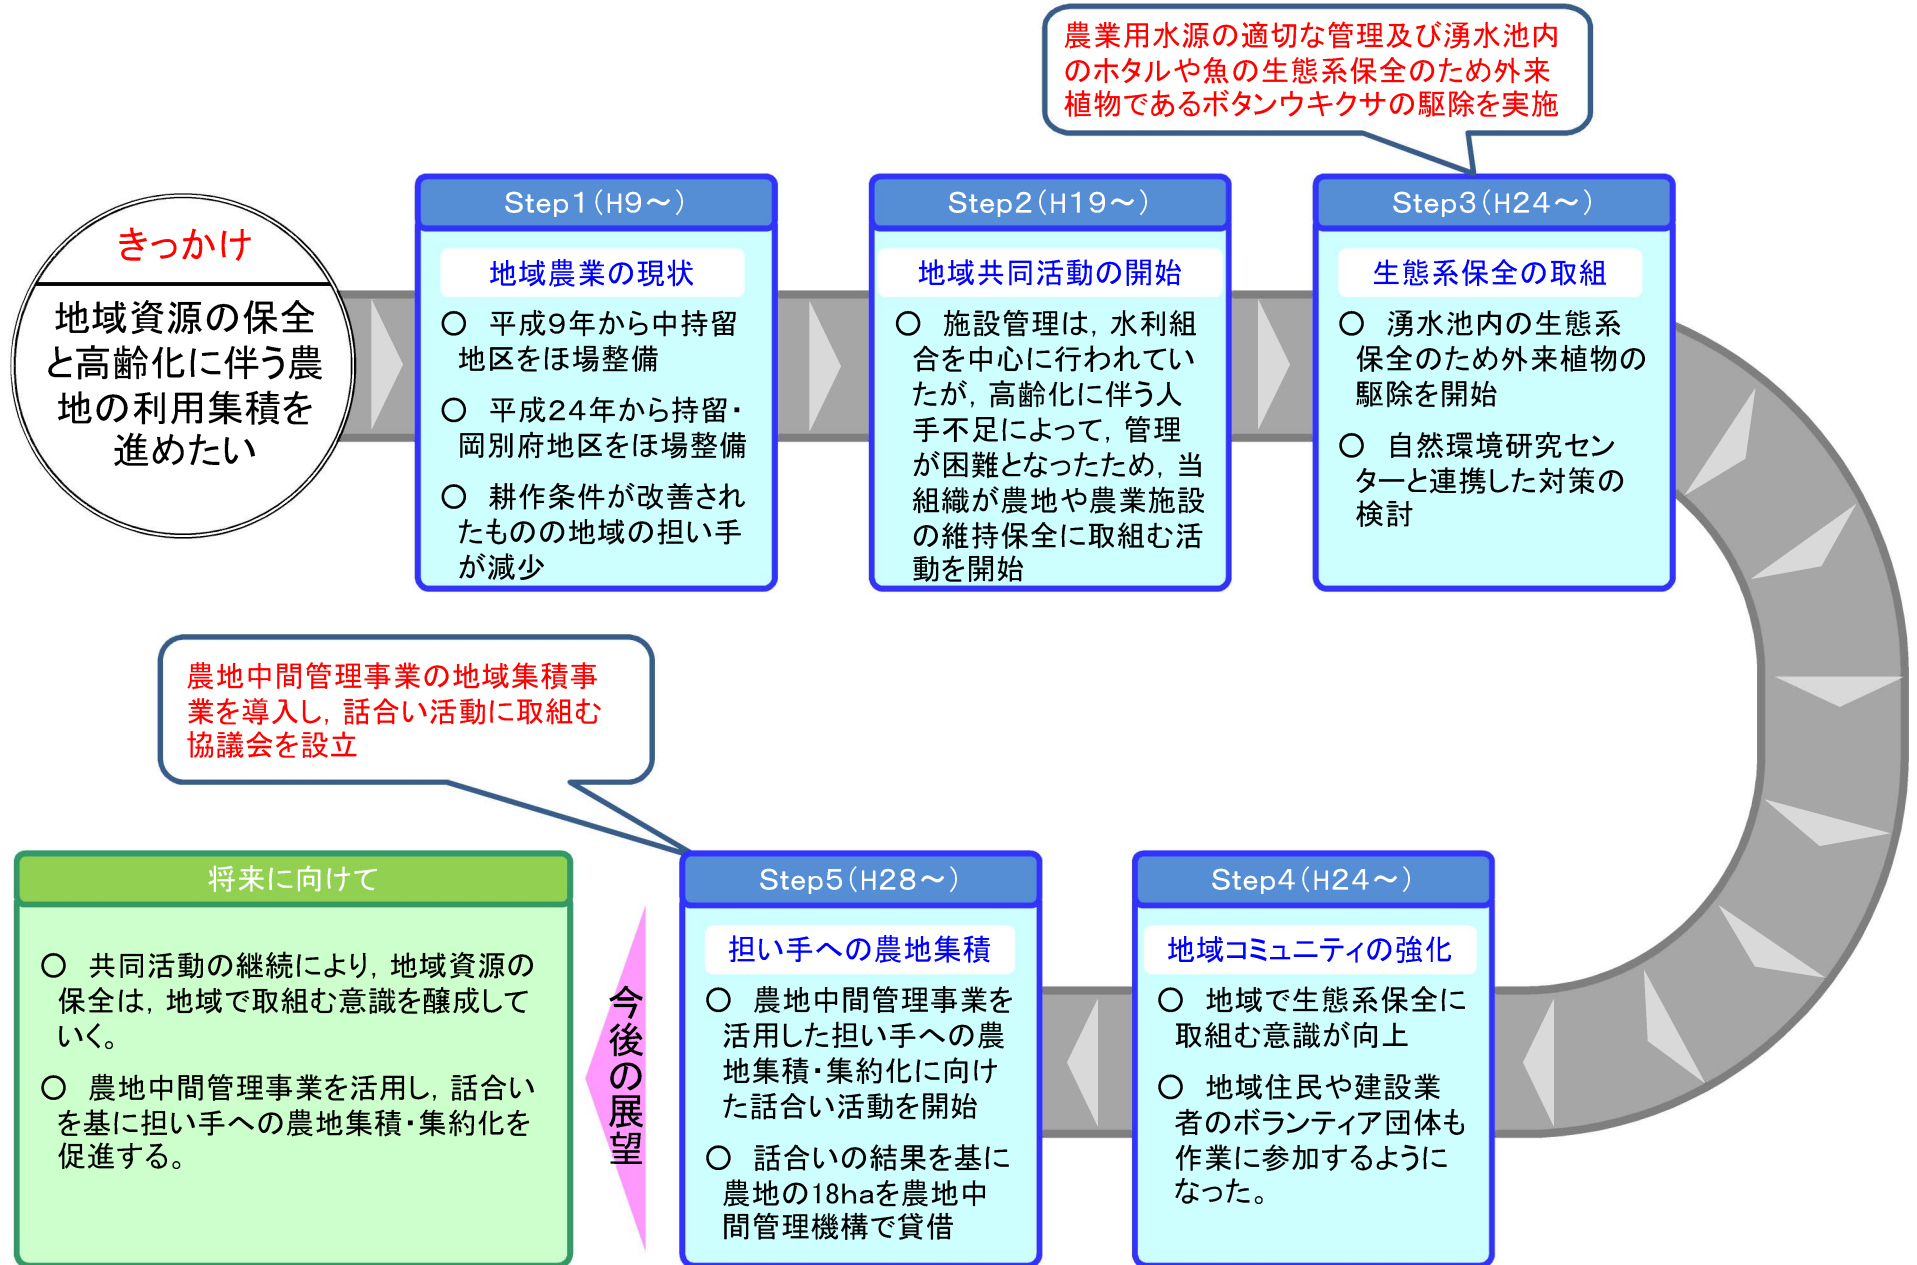 きっかけ
地域資源の保全
と高齢化に伴う農
地の利用集積を
進めたい
Step1(H9～)
地域農業の現状
○ 平成9年から中持留
地区をほ場整備
○ 平成24年から持留・
岡別府地区をほ場整備
○ 耕作条件が改善され
たものの地域の担い手
が減少
Step2(H19～)
地域共同活動の開始
○ 施設管理は，水利組
合を中心に行われてい
たが，高齢化に伴う人
手不足によって，管理
が困難となったため，当
組織が農地や農業施設
の維持保全に取組む活
動を開始
農業用水源の適切な管理及び湧水池内
のホタルや魚の生態系保全のため外来
植物であるボタンウキクサの駆除を実施
Step3(H24～)
生態系保全の取組
○ 湧水池内の生態系
保全のため外来植物の
駆除を開始
○ 自然環境研究セン
ターと連携した対策の
検討
Step4(H24～)
地域コミュニティの強化
○ 地域で生態系保全に
取組む意識が向上
○ 地域住民や建設業
者のボランティア団体も
作業に参加するように
なった。
農地中間管理事業の地域集積事
業を導入し，話合い活動に取組む
協議会を設立
Step5(H28～)
担い手への農地集積
○ 農地中間管理事業を
活用した担い手への農
地集積・集約化に向け
た話合い活動を開始
○ 話合いの結果を基に
農地の18haを農地中
間管理機構で貸借
今後の展望
将来に向けて
○ 共同活動の継続により，地域資源の
保全は，地域で取組む意識を醸成して
いく。
○ 農地中間管理事業を活用し，話合い
を基に担い手への農地集積・集約化を
促進する。